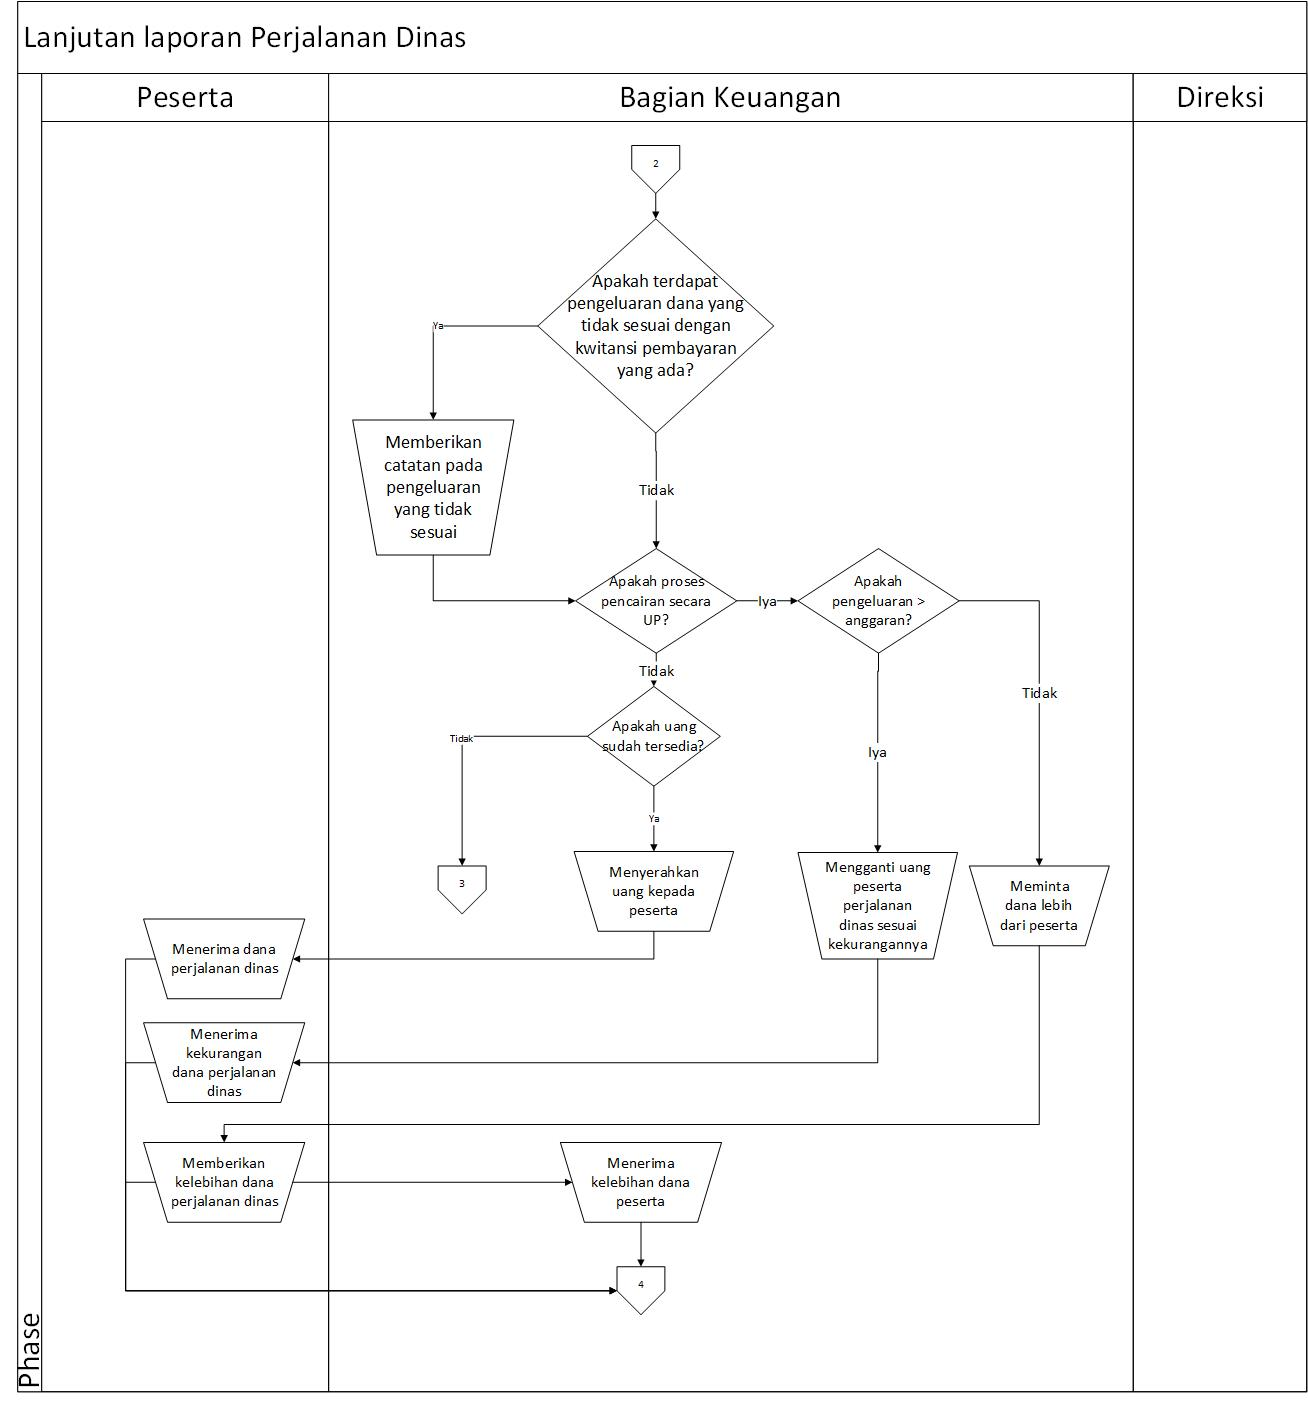 Lanjutan laporan Perjalanan Dinas
Peserta
Bagian Keuangan
Direksi
2
Apakah terdapat
pengeluaran dana yang
tidak sesuai dengan
kwitansi pembayaran
yang ada?
Ya
Memberikan
catatan pada
pengeluaran
yang tidak
sesuai
Tidak
Apakah proses
pencairan secara
UP?
Iya
Apakah
pengeluaran >
anggaran?
Tidak
Tidak
Apakah uang
sudah tersedia?
Tidak
Iya
Ya
3
Menyerahkan
uang kepada
peserta
Mengganti uang
peserta
perjalanan
dinas sesuai
kekurangannya
Meminta
dana lebih
dari peserta
Menerima dana
perjalanan dinas
Menerima
kekurangan
dana perjalanan
dinas
Memberikan
kelebihan dana
perjalanan dinas
Menerima
kelebihan dana
peserta
4
Phase